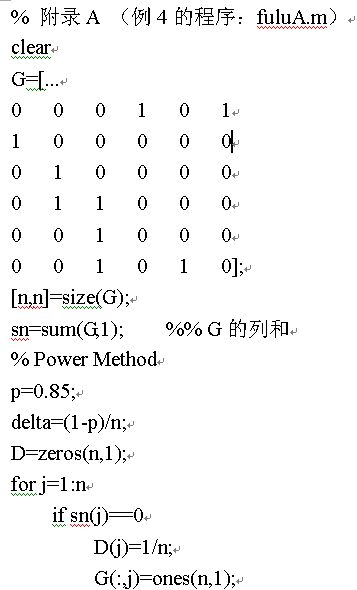 % 附录 A （例 4 的程序：fuluA.m）
clear
G=[...
0 0 0 1 0 1
1 0 0 0 0 0
0 1 0 0 0 0
0 1 1 0 0 0
0 0 1 0 0 0
0 0 1 0 1 0];
[n,n]=size(G);
sn=sum(G,1); %% G 的列和
% Power Method
p=0.85;
delta=(1-p)/n;
D=zeros(n,1);
for j=1:n
if sn(j)==0
D(j)=1/n;
G(:,j)=ones(n,1);